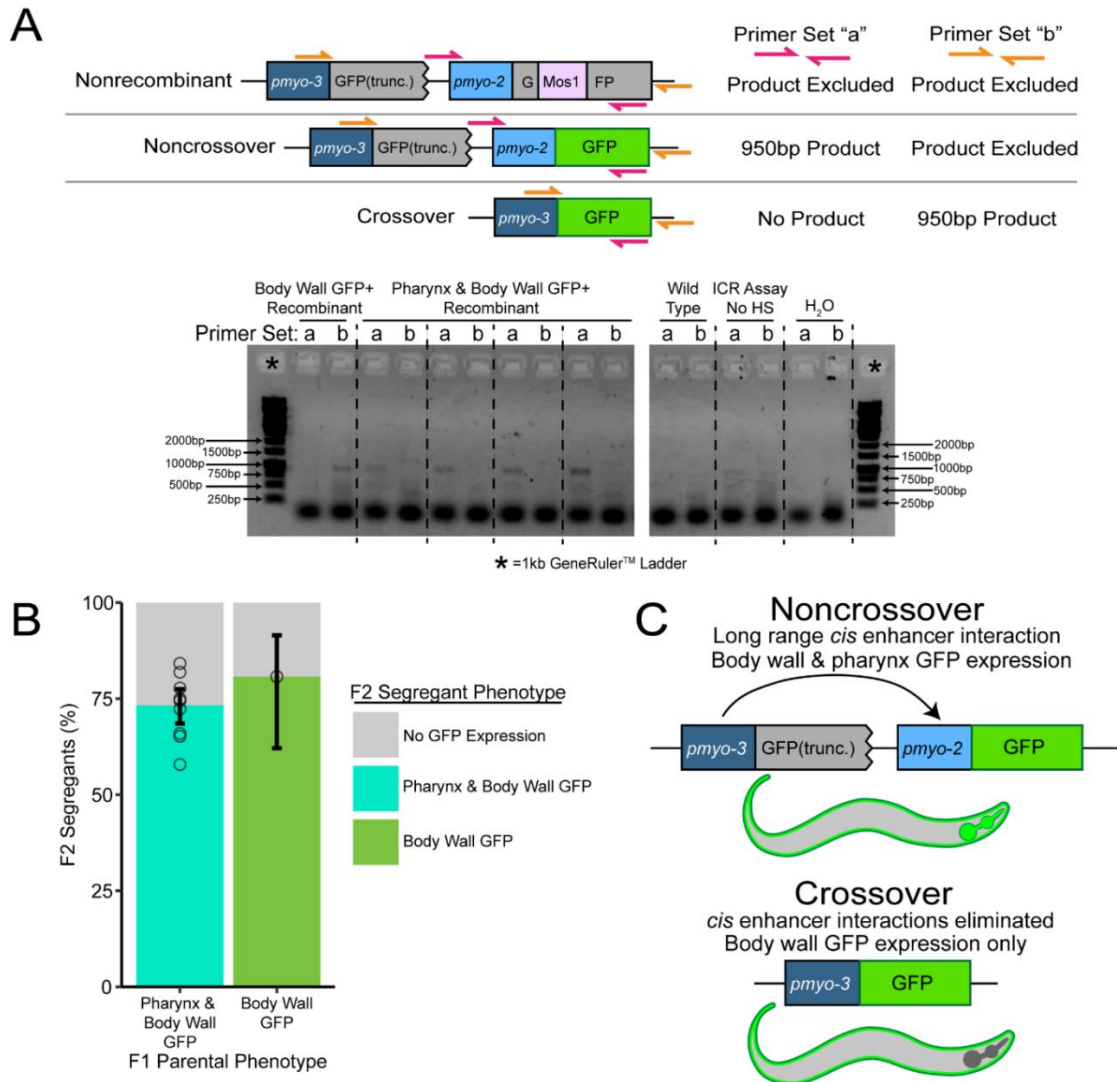 A
Primer Set "a"
Primer Set "b"
Nonrecombinant
pmyo-3
GFP(trunc.)
pmyo-2
G
Mos1
FP
Product Excluded
Product Excluded
Noncrossover
pmyo-3
GFP(trunc.)
pmyo-2
GFP
950bp Product
Product Excluded
Crossover
pmyo-3
GFP
No Product
950bp Product
Body Wall GFP+
Recombinant
Pharynx & Body Wall GFP+
Recombinant
Wild
Type
ICR Assay
No HS
H2O
Primer Set: a b a b a b a b a b
a b a b a b
*
*
2000bp
1500bp
1000bp
750bp
500bp
250bp
2000bp
1500bp
1000bp
750bp
500bp
250bp
* =1kb GeneRuler™ Ladder
B
100
75
50
25
0
F2 Segregants (%)
Pharynx &
Body Wall
GFP
Body Wall
GFP
F1 Parental Phenotype
F2 Segregant Phenotype
No GFP Expression
Pharynx & Body Wall GFP
Body Wall GFP
C
Noncrossover
Long range cis enhancer interaction
Body wall & pharynx GFP expression
pmyo-3
GFP(trunc.)
pmyo-2
GFP
Crossover
cis enhancer interactions eliminated
Body wall GFP expression only
pmyo-3
GFP